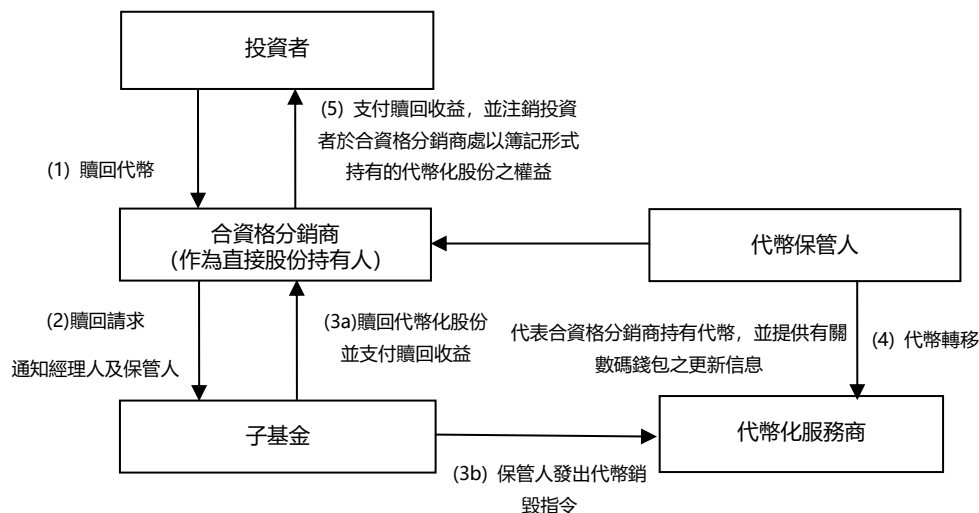 投資者
(5) 支付贖回收益，並注銷投資
者於合資格分銷商處以簿記形式
持有的代幣化股份之權益
(1) 贖回代幣
合資格分銷商
（作為直接股份持有人）
代幣保管人
(2)贖回請求
通知經理人及保管人
(3a)贖回代幣化股份
並支付贖回收益
代表合資格分銷商持有代幣，並提供有關
數碼錢包之更新信息
(4) 代幣轉移
子基金
代幣化服務商
(3b) 保管人發出代幣銷
毀指令